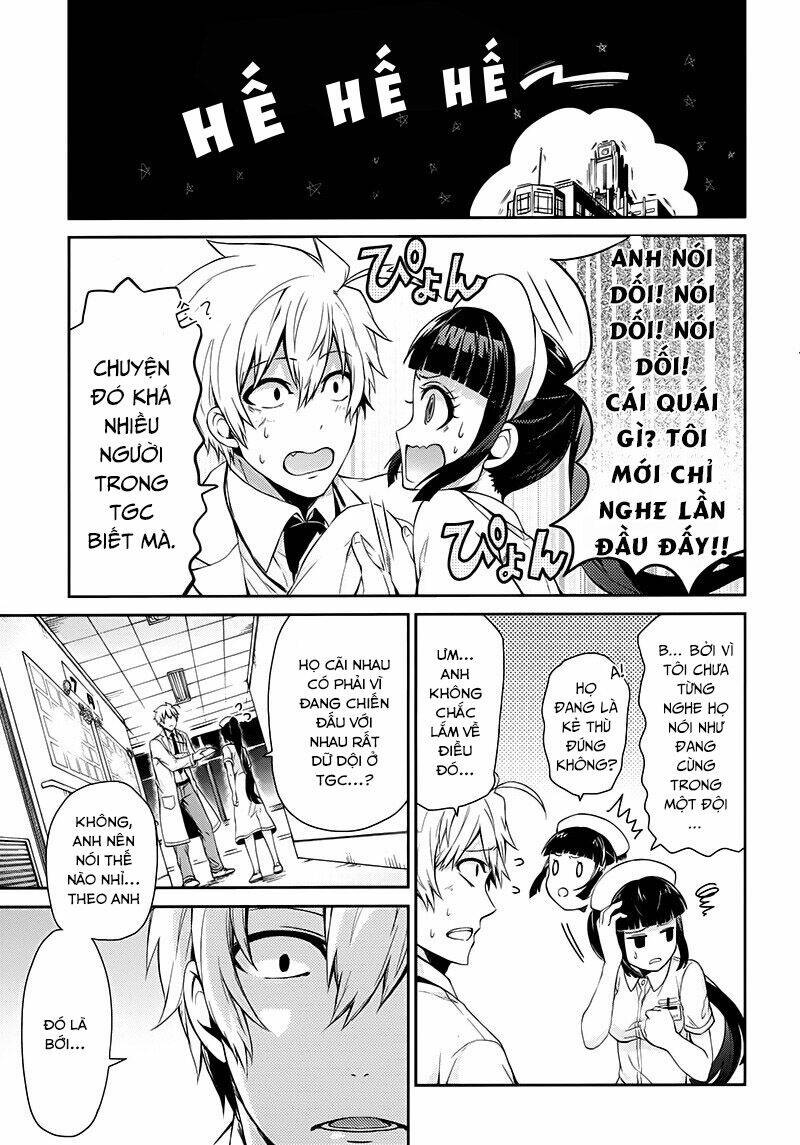 HẾ HẾ HẾ
ANH NÓI
DỐI! NÓI
DỐI! NÓI
DỐI!
CÁI QUÁI
GÌ? TÔI
MỚI CHỈ
NGHE LẦN
ĐẦU ĐẤY!!
ぴょん
ぴょん
CHUYỆN
ĐÓ KHÁ
NHIỀU
NGƯỜI
TRONG
TGC
BIẾT MÀ.
B... BỞI VÌ
TÔI CHƯA
TỪNG
NGHE HỌ
NÓI NHƯ
ĐANG
CÙNG
TRONG
MỘT ĐỘI
...
HỌ
ĐANG LÀ
KẺ THÙ
ĐÚNG
KHÔNG?
ƯM...
ANH
KHÔNG
CHẮC
LẮM VỀ
ĐIỀU
ĐÓ...
HỌ CÃI NHAU
CÓ PHẢI VÌ
ĐANG CHIẾN
ĐẤU VỚI
NHAU RẤT
DỮ DỘI Ở
TGC...?
KHÔNG,
ANH NÊN
NÓI THẾ
NÀO NHỈ...
THEO ANH
ĐÓ LÀ
BỞI...